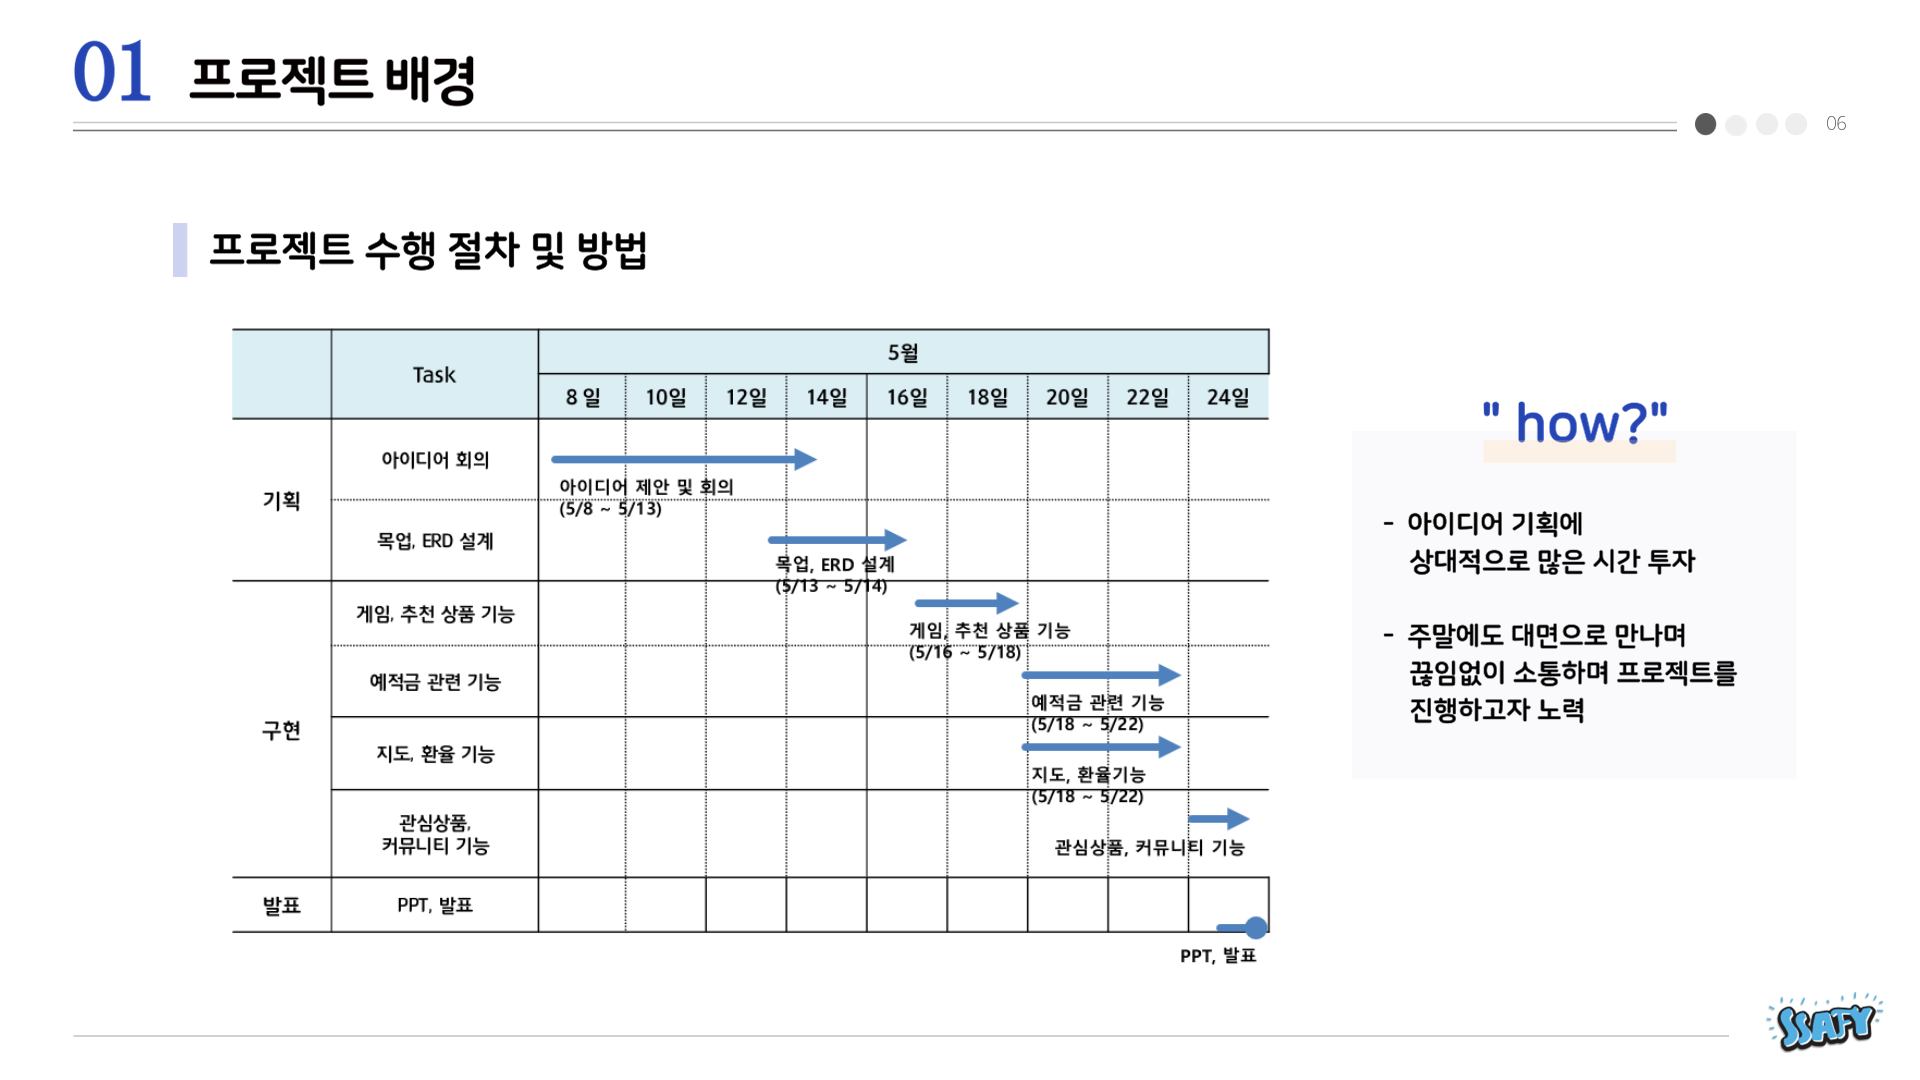 01 프로젝트 배경
06
프로젝트 수행 절차 및 방법
Task
5월
8 일 10일 12일 14일 16일 18일 20일 22일 24일
기획
아이디어 회의
아이디어 제안 및 회의
(5/8 ~ 5/13)
목업, ERD 설계
목업, ERD 설계
(5/13 ~ 5/14)
구현
게임, 추천 상품 기능
게임, 추천 상품 기능
(5/16 ~ 5/18)
예적금 관련 기능
예적금 관련 기능
(5/18 ~ 5/22)
지도, 환율 기능
지도, 환율기능
(5/18 ~ 5/22)
관심상품,
커뮤니티 기능
관심상품, 커뮤니티 기능
발표
PPT, 발표
PPT, 발표
" how?"
- 아이디어 기획에
상대적으로 많은 시간 투자
- 주말에도 대면으로 만나며
끊임없이 소통하며 프로젝트를
진행하고자 노력
SSAFY